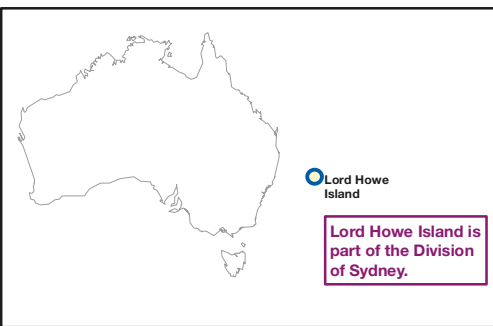 Lord Howe
Island
Lord Howe Island is
part of the Division
of Sydney.